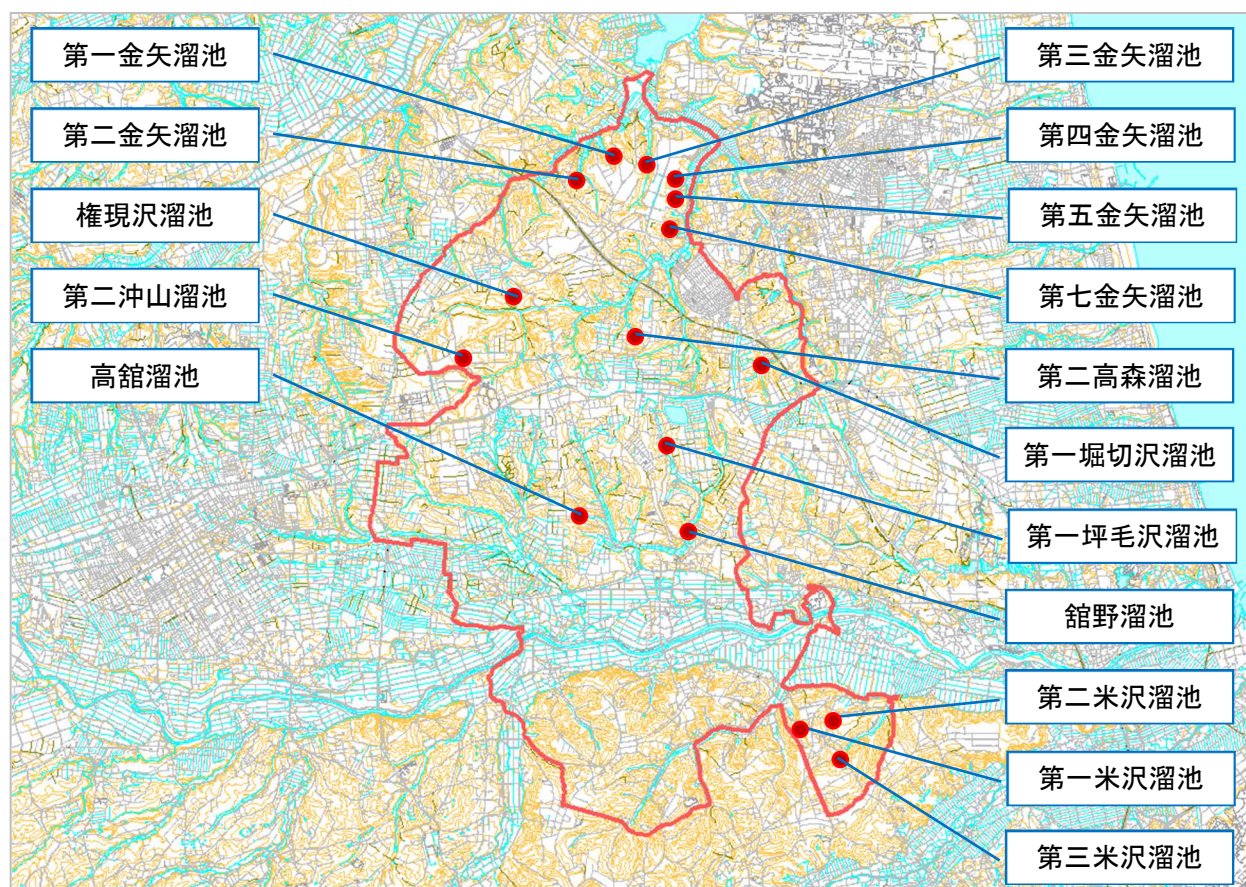 第一金矢溜池
第二金矢溜池
権現沢溜池
第二沖山溜池
高舘溜池
第三金矢溜池
第四金矢溜池
第五金矢溜池
第七金矢溜池
第二高森溜池
第一堀切沢溜池
第一坪毛沢溜池
舘野溜池
第二米沢溜池
第一米沢溜池
第三米沢溜池